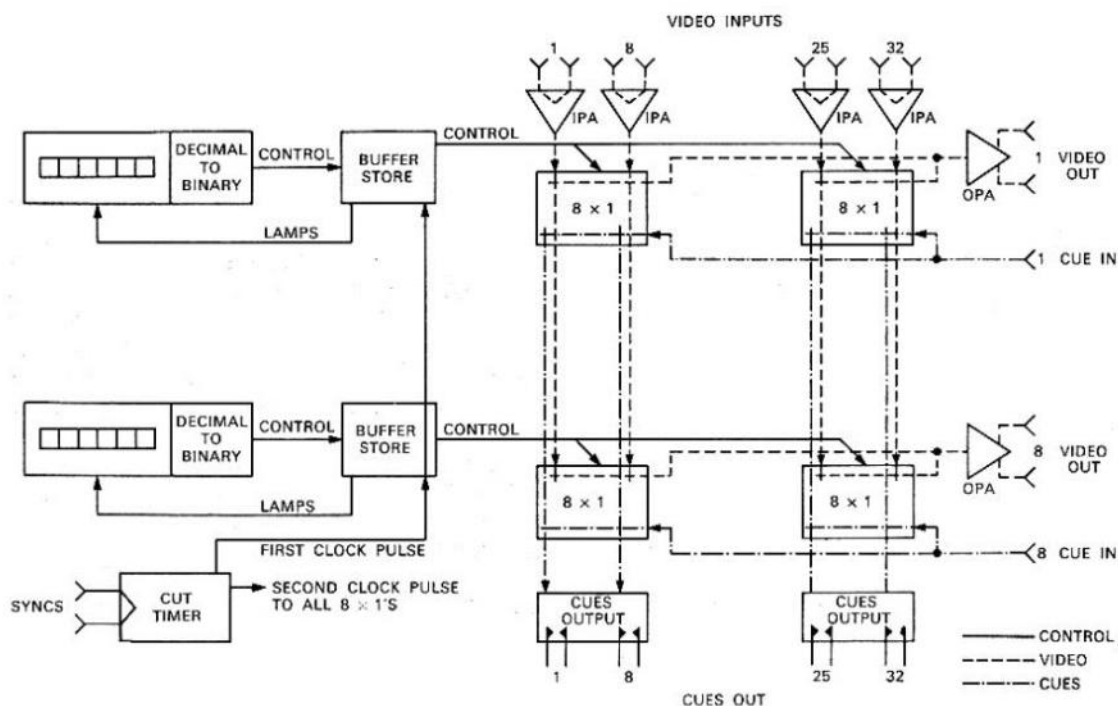 VIDEO INPUTS
1 8 25 32
IPA IPA IPA IPA
DECIMAL
TO
BINARY
CONTROL
BUFFER
STORE
CONTROL
LAMPS
8 × 1
8 × 1
OPA
1 VIDEO
OUT
1 CUE IN
DECIMAL
TO
BINARY
CONTROL
BUFFER
STORE
CONTROL
LAMPS
8 × 1
8 × 1
OPA
8 VIDEO
OUT
8 CUE IN
FIRST CLOCK PULSE
SYNCS
CUT
TIMER
SECOND CLOCK PULSE
TO ALL 8 × 1'S
CUES
OUTPUT
CUES
OUTPUT
1 8 25 32
CUES OUT
CONTROL
VIDEO
CUES